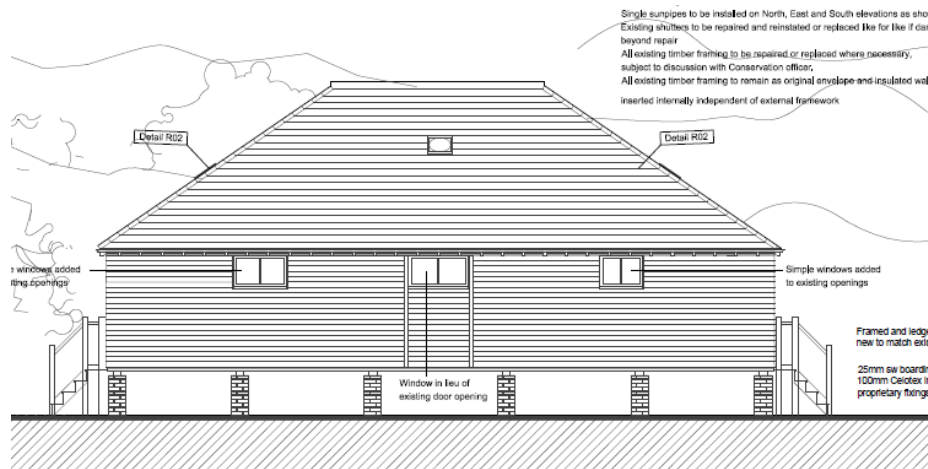 Single sunpipes to be installed on North, East and South elevations as sho
Existing shutters to be repaired and reinstated or replaced like for like if dam
beyond repair
All existing timber framing to be repaired or replaced where necessary,
subject to discussion with Conservation officer,
All existing timber framing to remain as original envelope and insulated wal
inserted internally independent of external framework
Detail R02
Detail R02
e windows added
ting openings
Simple windows added
to existing openings
Window in lieu of
existing door opening
Framed and ledge
new to match exis
25mm sw boardin
100mm Celotex i
proprietary fixings